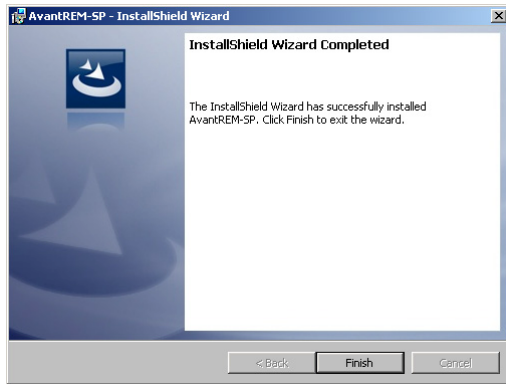 AvantREM-SP - InstallShield Wizard
InstallShield Wizard Completed
The InstallShield Wizard has successfully installed
AvantREM-SP. Click Finish to exit the wizard.
< Back
Finish
Cancel